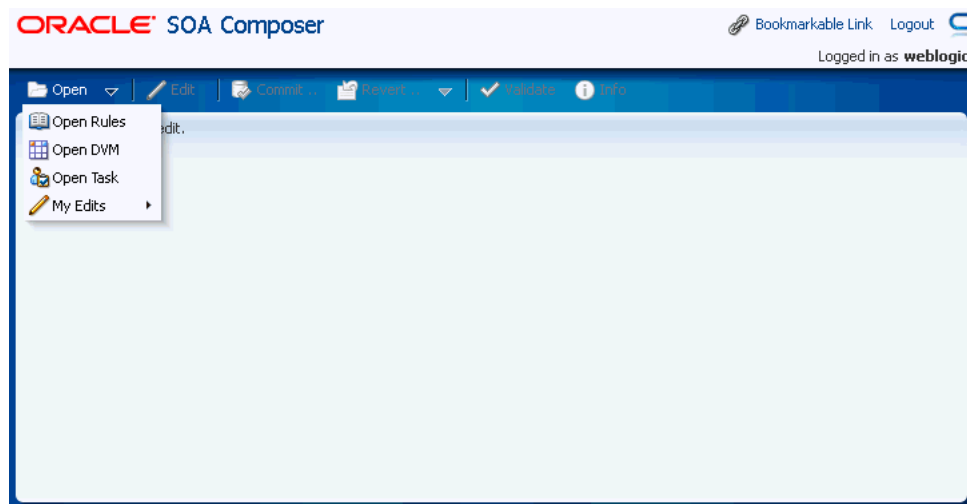 ORACLE SOA Composer
Bookmarkable Link Logout
Logged in as weblogic
Open Edit Commit .. Revert .. Validate Info
Open Rules
edit.
Open DVM
Open Task
My Edits